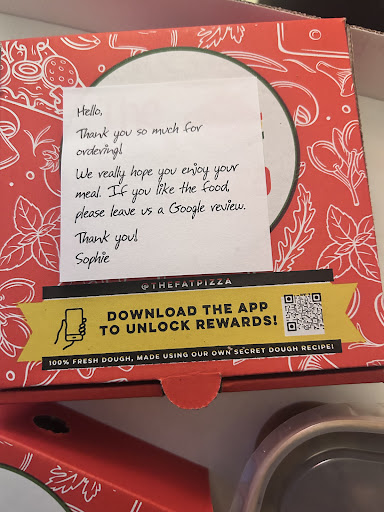 Hello,
Thank you so much for
ordering!
We really hope you enjoy your
meal. If you like the food,
please leave us a Google review.
Thank you!
Sophie
@THEFATPIZZA
DOWNLOAD THE APP
TO UNLOCK REWARDS!
100% FRESH DOUGH, MADE USING OUR OWN SECRET DOUGH RECIPE!